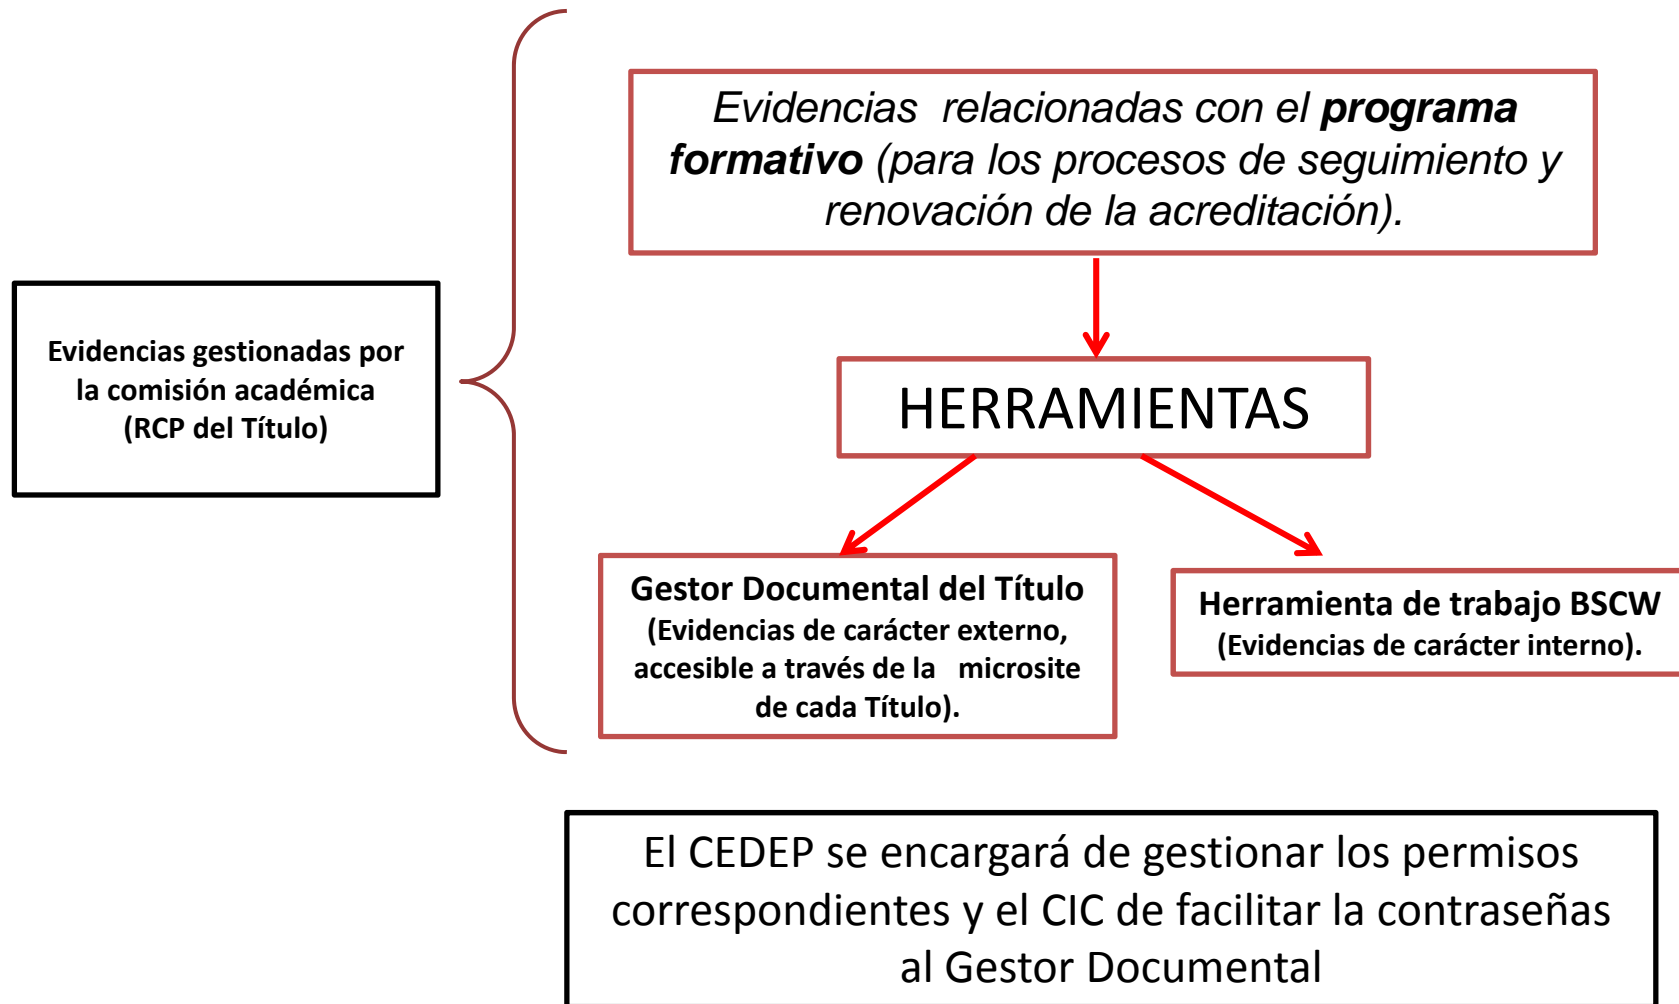 Evidencias relacionadas con el programa
formativo (para los procesos de seguimiento y
renovación de la acreditación).
Evidencias gestionadas por
la comisión académica
(RCP del Título)
HERRAMIENTAS
Gestor Documental del Título
(Evidencias de carácter externo,
accesible a través de la microsite
de cada Título).
Herramienta de trabajo BSCW
(Evidencias de carácter interno).
El CEDEP se encargará de gestionar los permisos
correspondientes y el CIC de facilitar la contraseñas
al Gestor Documental